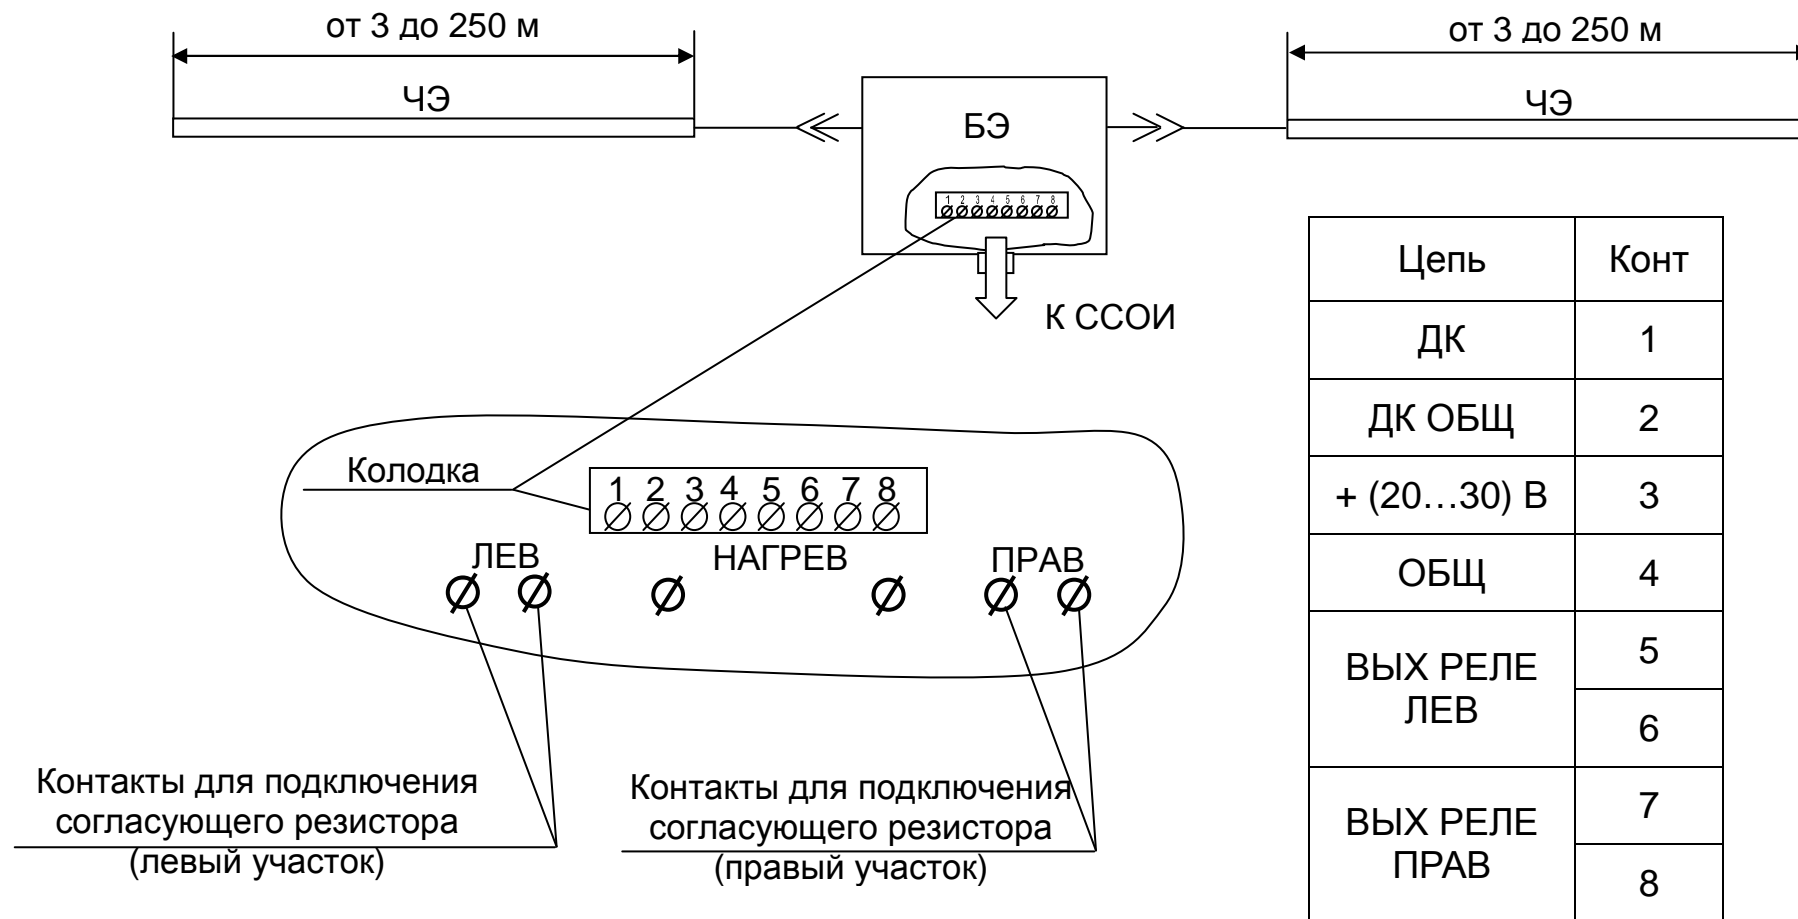 от 3 до 250 м
от 3 до 250 м
ЧЭ
ЧЭ
БЭ
1 2 3 4 5 6 7 8
К ССОИ
Колодка
1 2 3 4 5 6 7 8
ЛЕВ
НАГРЕВ
ПРАВ
Контакты для подключения
согласующего резистора
(левый участок)
Контакты для подключения
согласующего резистора
(правый участок)
Цепь Конт
ДК 1
ДК ОБЩ 2
+ (20...30) В 3
ОБЩ 4
ВЫХ РЕЛЕ
ЛЕВ
5
6
ВЫХ РЕЛЕ
ПРАВ
7
8